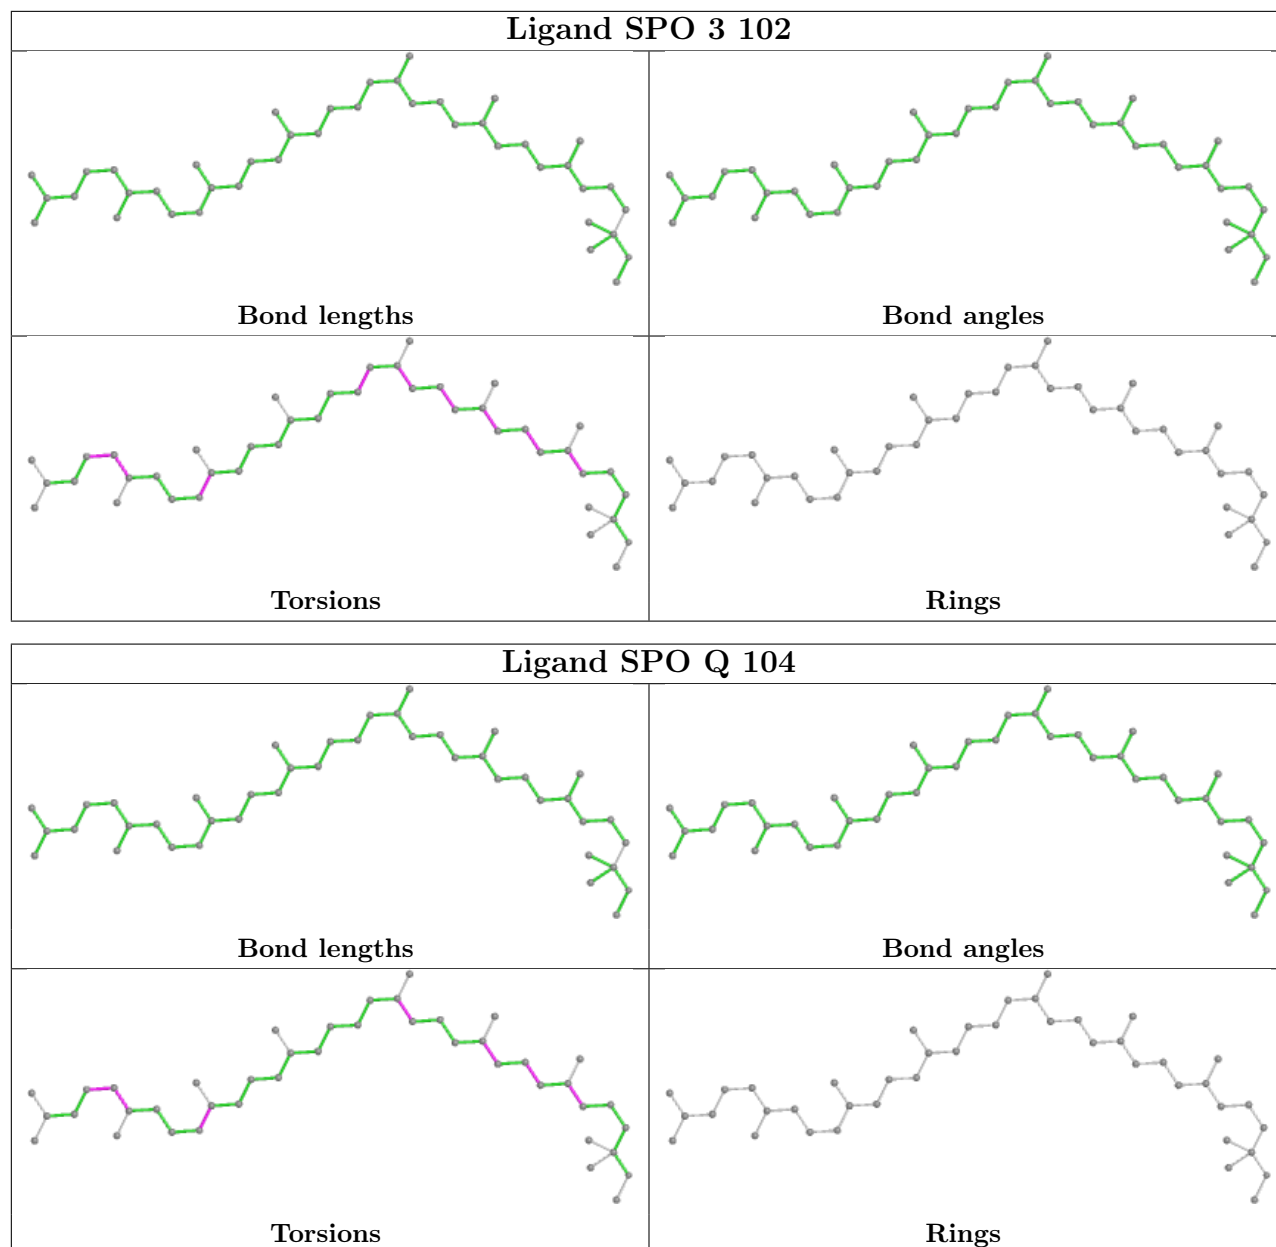 Ligand SPO 3 102
Bond lengths
Bond angles
Torsions
Rings
Ligand SPO Q 104
Bond lengths
Bond angles
Torsions
Rings